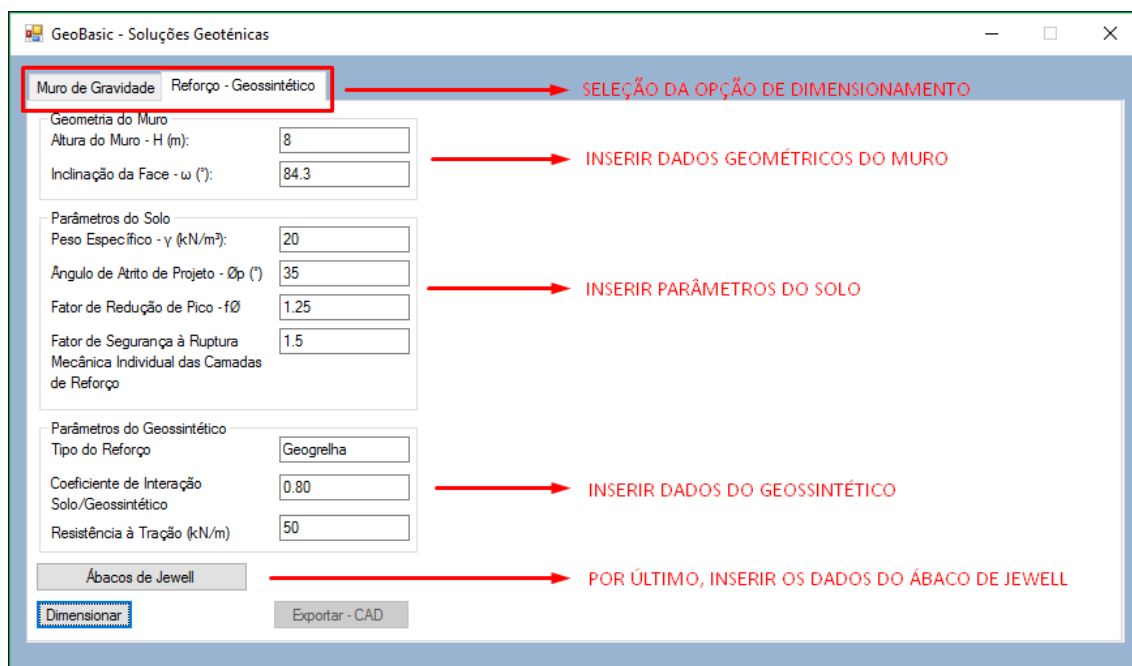 GeoBasic - Soluções Geoténicas
Muro de Gravidade
Reforço - Geossintético
SELEÇÃO DA OPÇÃO DE DIMENSIONAMENTO
Geometria do Muro
Altura do Muro - H (m):
8
INSERIR DADOS GEOMÉTRICOS DO MURO
Inclinação da Face - ω (°):
84.3
Parâmetros do Solo
Peso Específico - γ (kN/m³):
20
Ângulo de Atrito de Projeto - Øp (°)
35
INSERIR PARÂMETROS DO SOLO
Fator de Redução de Pico - fØ
1.25
Fator de Segurança à Ruptura
1.5
Mecânica Individual das Camadas
de Reforço
Parâmetros do Geossintético
Tipo do Reforço
Geogrelha
Coeficiente de Interação
Solo/Geossintético
0.80
INSERIR DADOS DO GEOSSINTÉTICO
Resistência à Tração (kN/m)
50
Ábacos de Jewell
POR ÚLTIMO, INSERIR OS DADOS DO ÁBACO DE JEWELL
Dimensionar
Exportar - CAD